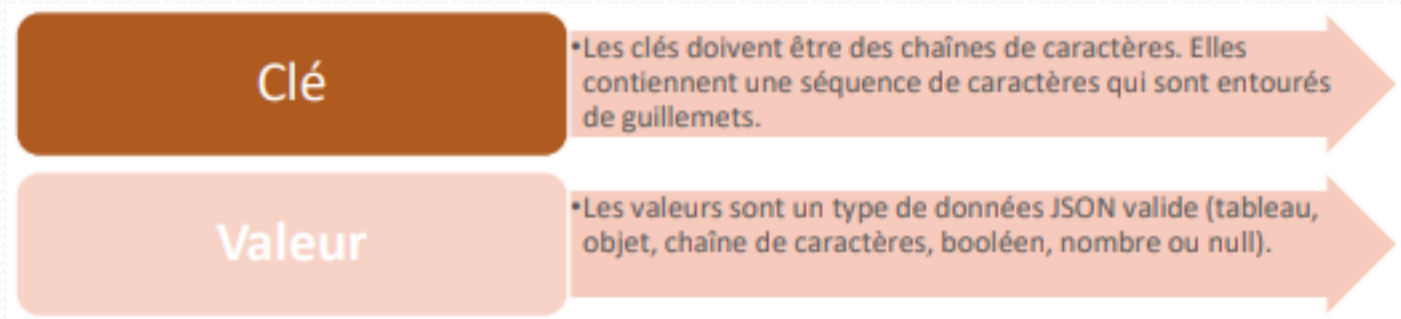 Clé
•Les clés doivent être des chaînes de caractères. Elles
contiennent une séquence de caractères qui sont entourés
de guillemets.
Valeur
•Les valeurs sont un type de données JSON valide (tableau,
objet, chaîne de caractères, booléen, nombre ou null).